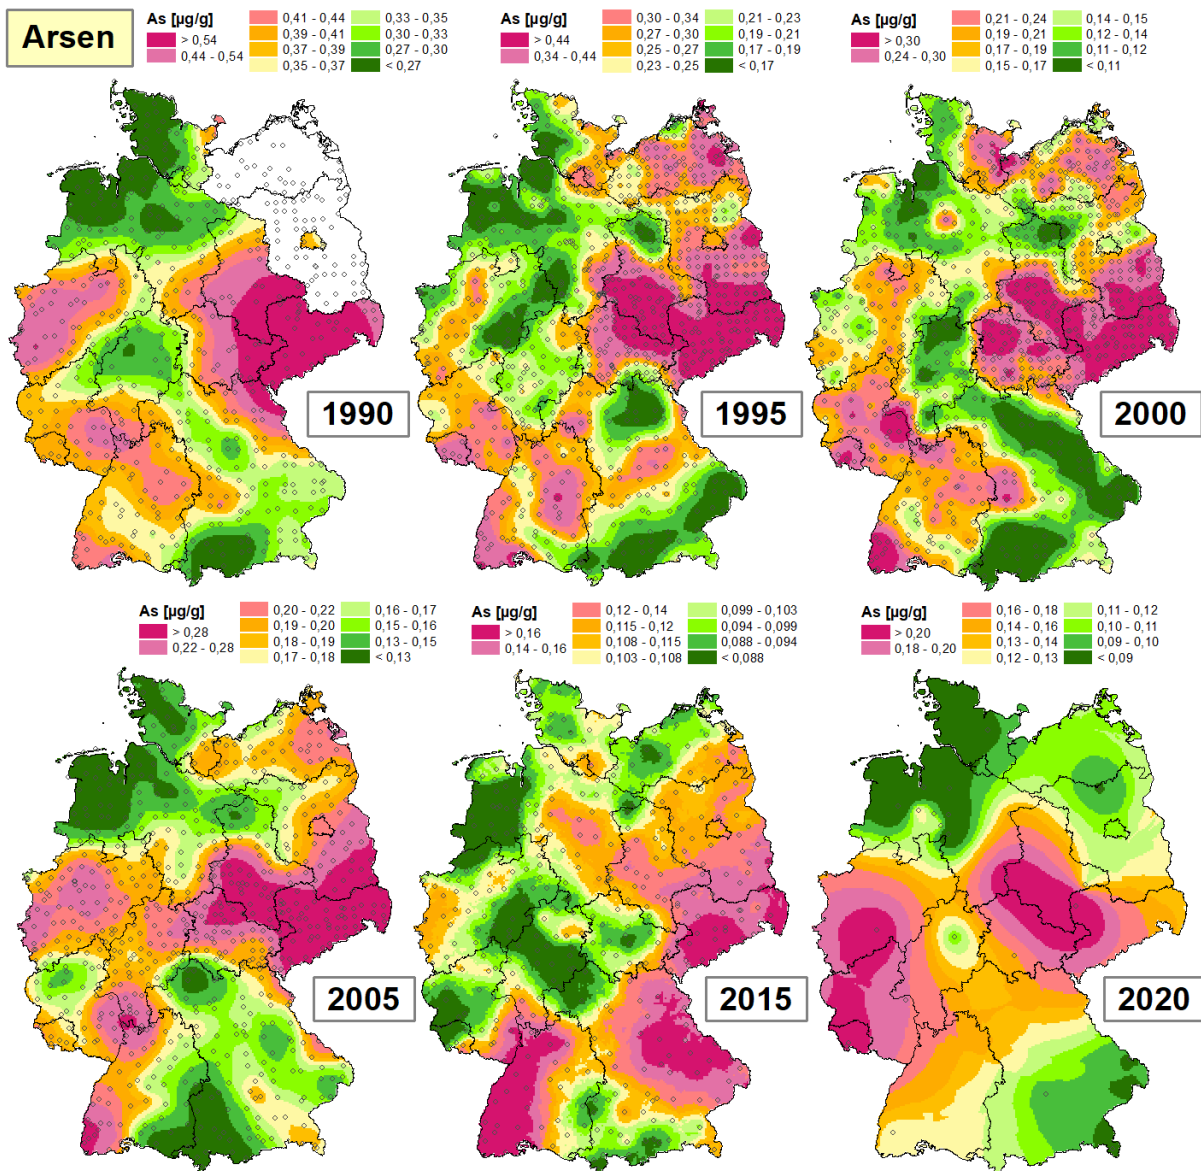 Arsen
As [µg/g]
> 0,54
0,44 - 0,54
0,41 - 0,44
0,39 - 0,41
0,37 - 0,39
0,35 - 0,37
0,33 - 0,35
0,30 - 0,33
0,27 - 0,30
< 0,27
1990
As [µg/g]
> 0,44
0,34 - 0,44
0,30 - 0,34
0,27 - 0,30
0,25 - 0,27
0,23 - 0,25
0,21 - 0,23
0,19 - 0,21
0,17 - 0,19
< 0,17
1995
As [µg/g]
> 0,30
0,24 - 0,30
0,21 - 0,24
0,19 - 0,21
0,17 - 0,19
0,15 - 0,17
0,14 - 0,15
0,12 - 0,14
0,11 - 0,12
< 0,11
2000
As [µg/g]
> 0,28
0,22 - 0,28
0,20 - 0,22
0,19 - 0,20
0,18 - 0,19
0,17 - 0,18
0,16 - 0,17
0,15 - 0,16
0,13 - 0,15
< 0,13
2005
As [µg/g]
> 0,16
0,14 - 0,16
0,12 - 0,14
0,115 - 0,12
0,108 - 0,115
0,103 - 0,108
0,099 - 0,103
0,094 - 0,099
0,088 - 0,094
< 0,088
2015
As [µg/g]
> 0,20
0,18 - 0,20
0,16 - 0,18
0,14 - 0,16
0,13 - 0,14
0,12 - 0,13
0,11 - 0,12
0,10 - 0,11
0,09 - 0,10
< 0,09
2020